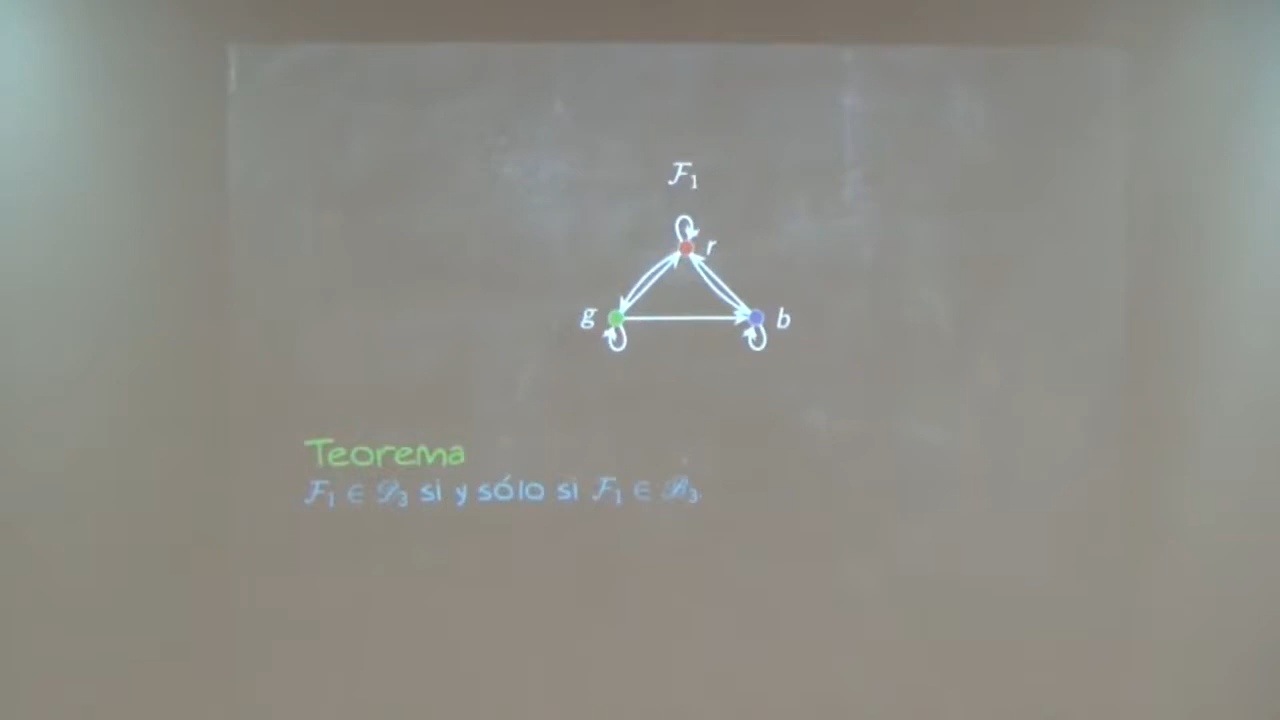 ℱ₁
r
g b
Teorema
ℱ₁ ∈ 𝒫₃ si y sólo si ℱ₁ ∈ ℬ₃.